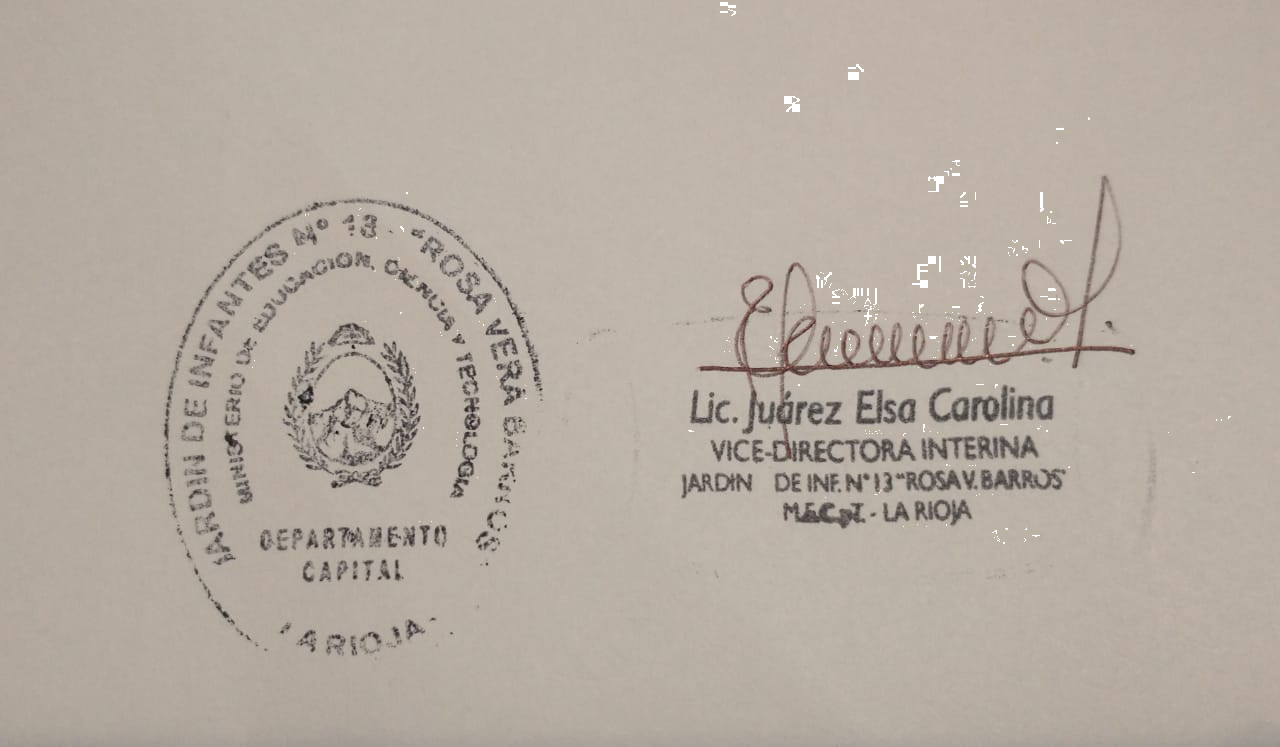 JARDIN DE INFANTES N° 13 - "ROSA VERA BARROS"
MINISTERIO DE EDUCACION, CIENCIA Y TECNOLOGIA
DEPARTAMENTO
CAPITAL
LA RIOJA
Lic. Juárez Elsa Carolina
VICE-DIRECTORA INTERINA
JARDIN DE INF. N° 13 "ROSA V. BARROS"
M.E.C. y T. - LA RIOJA